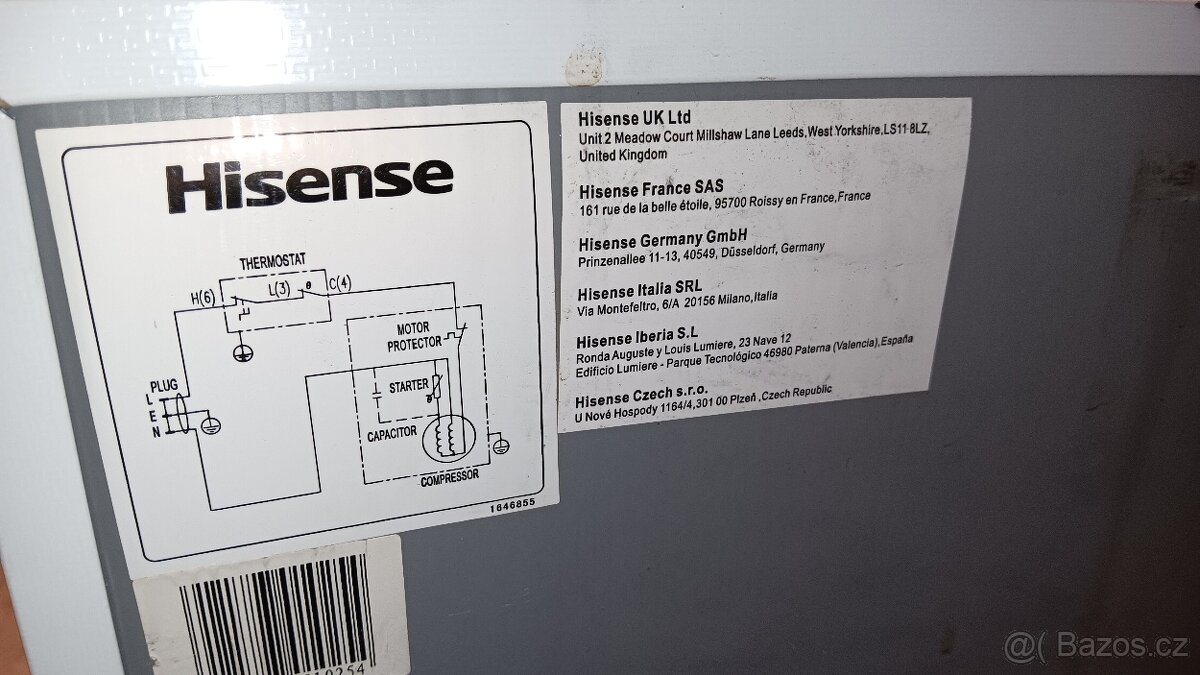 Hisense
THERMOSTAT
H(6)
L(3)
θ
C(4)
MOTOR
PROTECTOR
PLUG
L
E
N
STARTER
θ
CAPACITOR
COMPRESSOR
1646855
Hisense UK Ltd
Unit 2 Meadow Court Millshaw Lane Leeds,West Yorkshire,LS11 8LZ,
United Kingdom
Hisense France SAS
161 rue de la belle étoile, 95700 Roissy en France,France
Hisense Germany GmbH
Prinzenallee 11-13, 40549, Düsseldorf, Germany
Hisense Italia SRL
Via Montefeltro, 6/A 20156 Milano,Italia
Hisense Iberia S.L
Ronda Auguste y Louis Lumiere, 23 Nave 12
Edificio Lumiere - Parque Tecnológico 46980 Paterna (Valencia),España
Hisense Czech s.r.o.
U Nové Hospody 1164/4,301 00 Plzeň ,Czech Republic
@( Bazos.cz